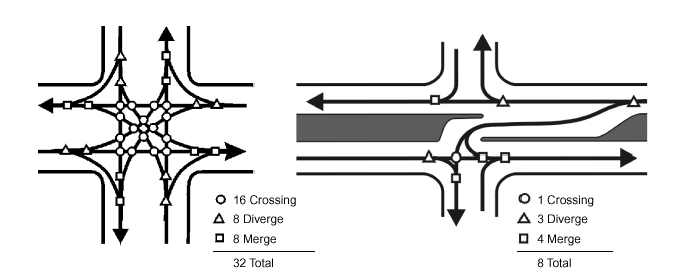 16 Crossing
8 Diverge
8 Merge
32 Total
1 Crossing
3 Diverge
4 Merge
8 Total